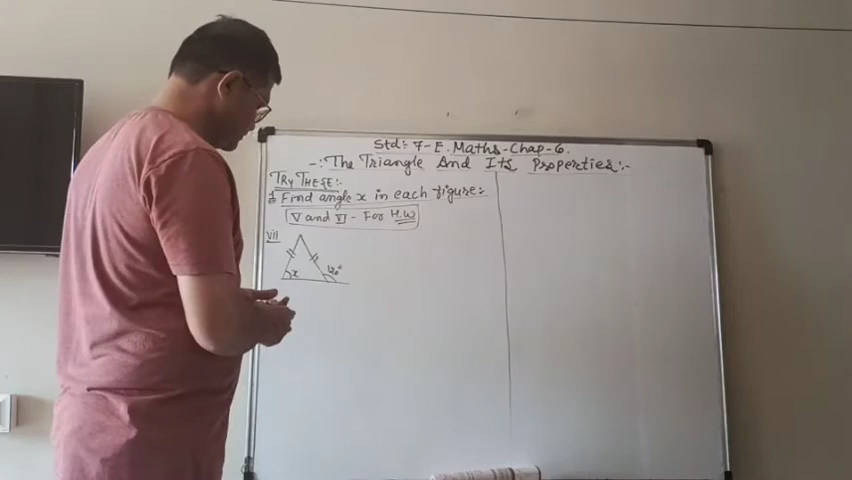 Std:- 7-E. Maths-Chap-6.
-:The Triangle And Its Properties:-
TRY THESE:-
1 Find angle x in each figure:-
V and VI - For H.W
vii
x 120°